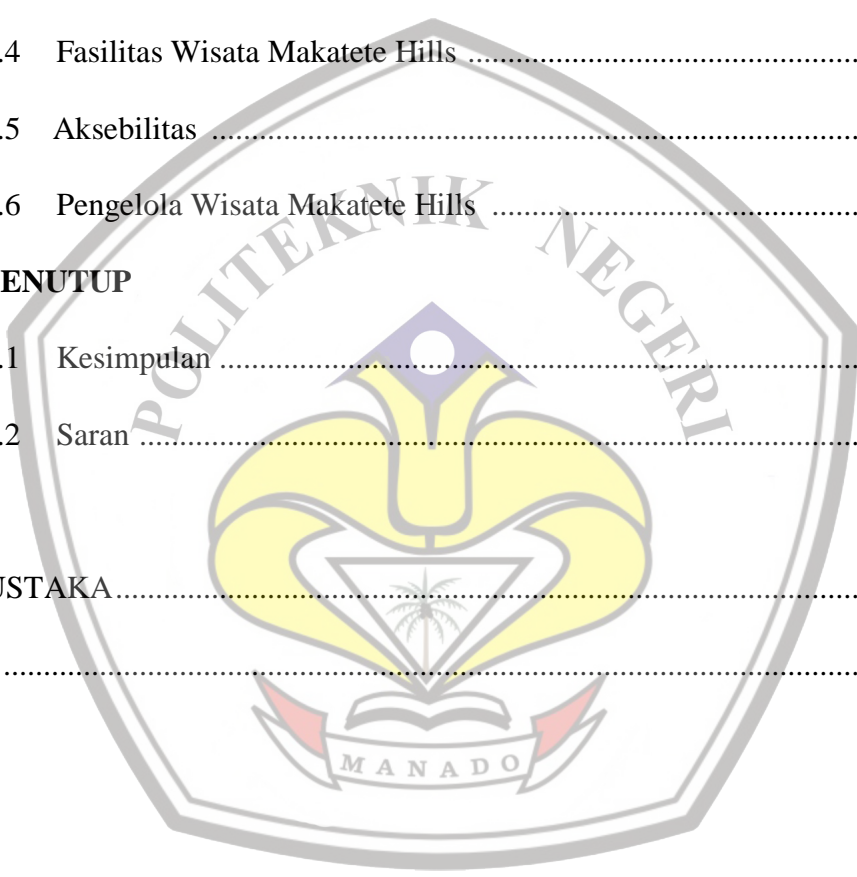 .4 Fasilitas Wisata Makatete Hills ................................................
.5 Aksebilitas ................................................................................
.6 Pengelola Wisata Makatete Hills .............................................
ENUTUP
.1 Kesimpulan ...............................................................................
.2 Saran .........................................................................................
USTAKA............................................................................................
..........................................................................................................
POLITEKNIK NEGERI
MANADO